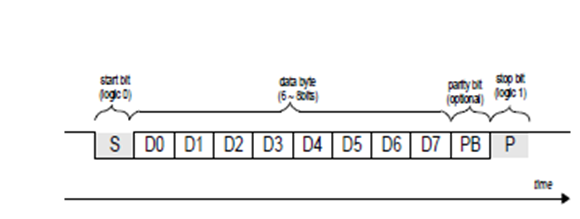 start bit
(logic 0)
data byte
(6 ~ 8bits)
parity bit
(optional)
stop bit
(logic 1)
S D0 D1 D2 D3 D4 D5 D6 D7 PB P
time